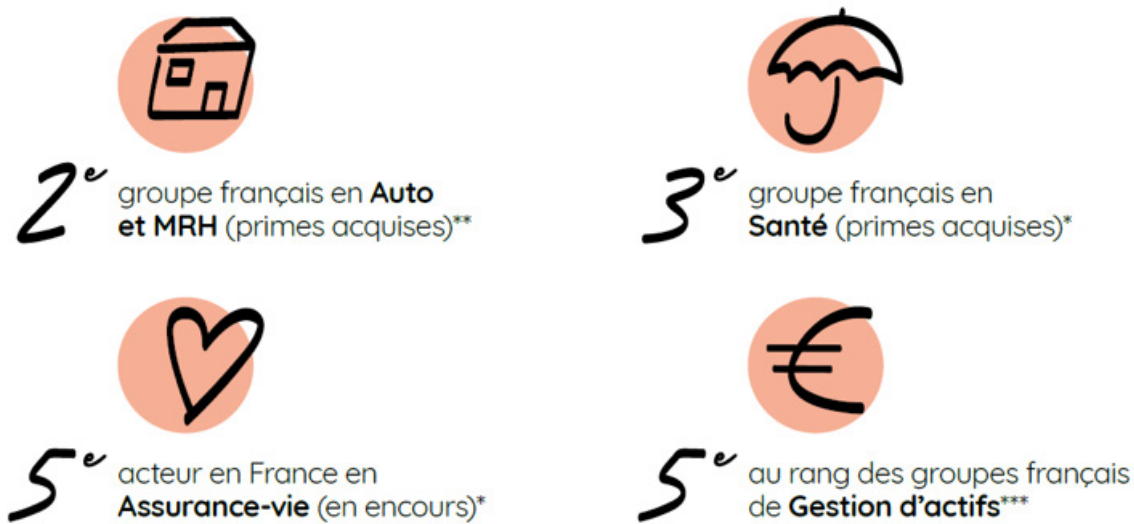 2e groupe français en Auto
et MRH (primes acquises)**
3e groupe français en
Santé (primes acquises)*
5e acteur en France en
Assurance-vie (en encours)*
5e au rang des groupes français
de Gestion d'actifs***